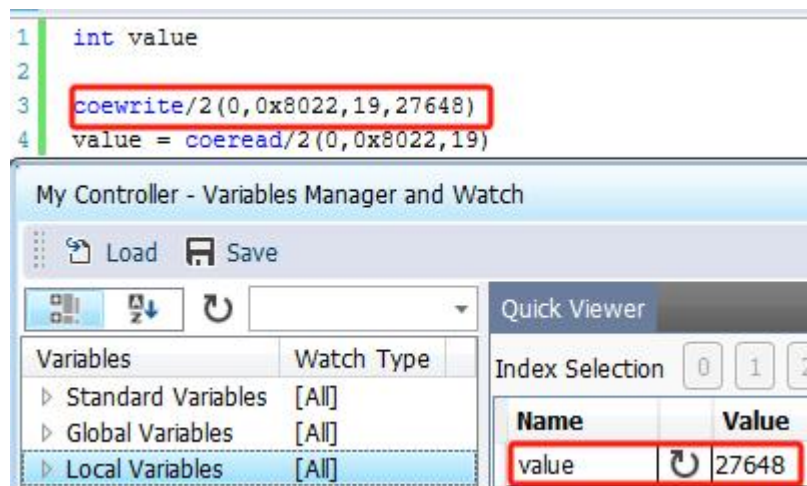 1 int value
2
3 coewrite/2(0,0x8022,19,27648)
4 value = coeread/2(0,0x8022,19)
My Controller - Variables Manager and Watch
Load Save
Quick Viewer
Variables Watch Type
Index Selection 0 1 2
Standard Variables [All]
Name Value
Global Variables [All]
Local Variables [All]
value 27648